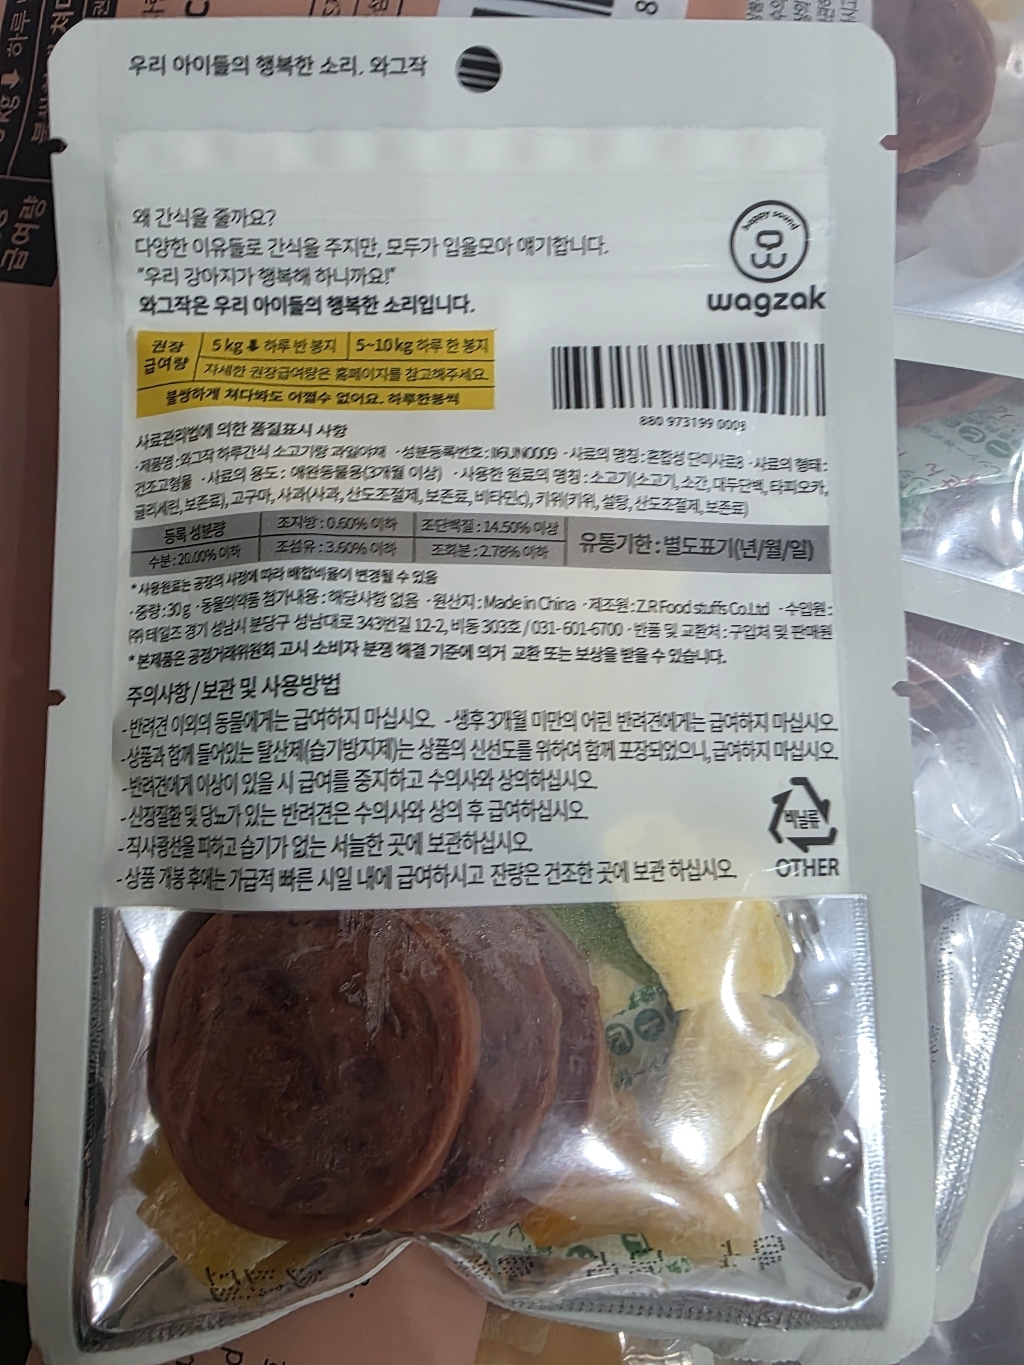 우리 아이들의 행복한 소리. 와그작
왜 간식을 줄까요?
다양한 이유들로 간식을 주지만, 모두가 입을모아 얘기합니다.
"우리 강아지가 행복해 하니까요!"
와그작은 우리 아이들의 행복한 소리입니다.
happy sound
wagzak
권장 급여량
5 kg ⬇ 하루 반 봉지
5~10 kg 하루 한 봉지
자세한 권장급여량은 홈페이지를 참고해주세요.
불쌍하게 쳐다봐도 어쩔수 없어요. 하루한봉씩
880 973199 0003
사료관리법에 의한 품질표시 사항
·제품명 : 와그작 하루간식 소고기랑 과일야채 ·성분등록번호 : II6UN0009 ·사료의 명칭 : 혼합성 단미사료3 ·사료의 형태 :
건조고형물 ·사료의 용도 : 애완동물용(3개월 이상) ·사용한 원료의 명칭 : 소고기(소고기, 소간, 대두단백, 타피오카,
글리세린, 보존료), 고구마, 사과(사과, 산도조절제, 보존료, 비타민c), 키위(키위, 설탕, 산도조절제, 보존료)
등록 성분량
조지방 : 0.60% 이하
조단백질 : 14.50% 이상
수분 : 20.00% 이하
조섬유 : 3.60% 이하
조회분 : 2.78% 이하
유통기한 : 별도표기(년/월/일)
*사용원료는 공장의 사정에 따라 배합비율이 변경될 수 있음
·중량 : 30 g ·동물의약품 첨가내용 : 해당사항 없음 ·원산지 : Made in China ·제조원 : Z.R Food stuffs Co.Ltd ·수입원 :
㈜ 테일즈 경기 성남시 분당구 성남대로 343번길 12-2, 비동 303호 / 031-601-6700 ·반품 및 교환처 : 구입처 및 판매원
*본제품은 공정거래위원회 고시 소비자 분쟁 해결 기준에 의거 교환 또는 보상을 받을 수 있습니다.
주의사항 / 보관 및 사용방법
-반려견 이외의 동물에게는 급여하지 마십시오. -생후 3개월 미만의 어린 반려견에게는 급여하지 마십시오.
-상품과 함께 들어있는 탈산제(습기방지제)는 상품의 신선도를 위하여 함께 포장되었으니, 급여하지 마십시오.
-반려견에게 이상이 있을 시 급여를 중지하고 수의사와 상의하십시오.
-신장질환 및 당뇨가 있는 반려견은 수의사와 상의 후 급여하십시오.
-직사광선을 피하고 습기가 없는 서늘한 곳에 보관하십시오.
-상품 개봉 후에는 가급적 빠른 시일 내에 급여하시고 잔량은 건조한 곳에 보관 하십시오.
비닐류
OTHER